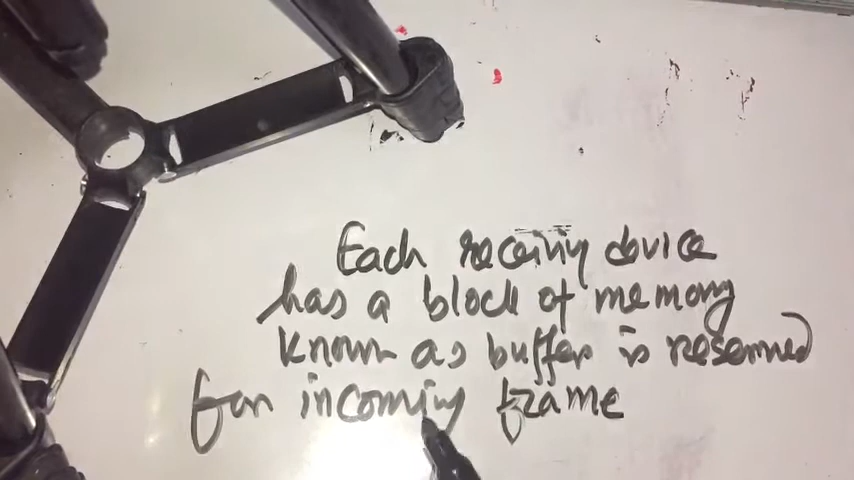 Each receiving device
has a block of memory
known as buffer is reserved
for incoming frame